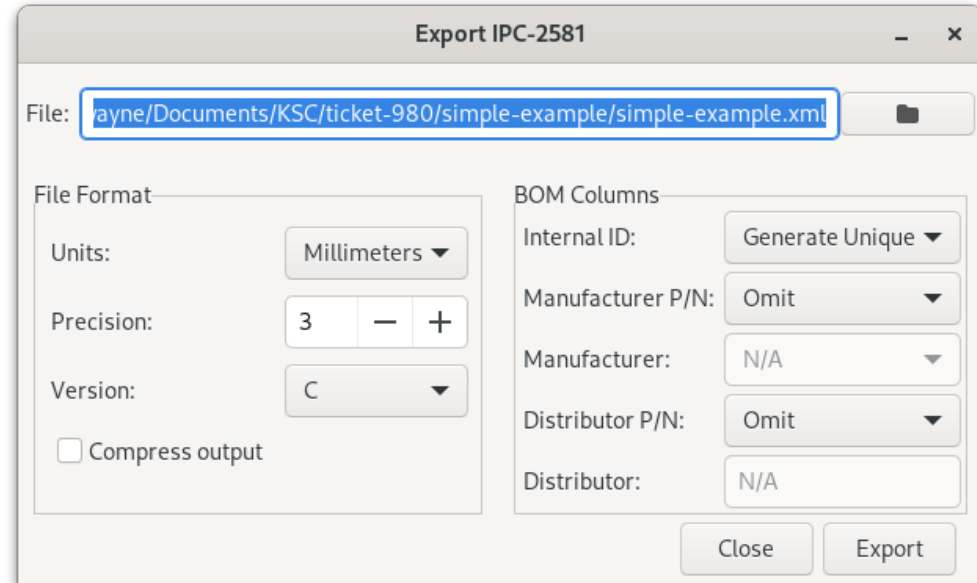 Export IPC-2581
File: ayne/Documents/KSC/ticket-980/simple-example/simple-example.xml
File Format
Units: Millimeters
Precision: 3
Version: C
Compress output
BOM Columns
Internal ID: Generate Unique
Manufacturer P/N: Omit
Manufacturer: N/A
Distributor P/N: Omit
Distributor: N/A
Close Export